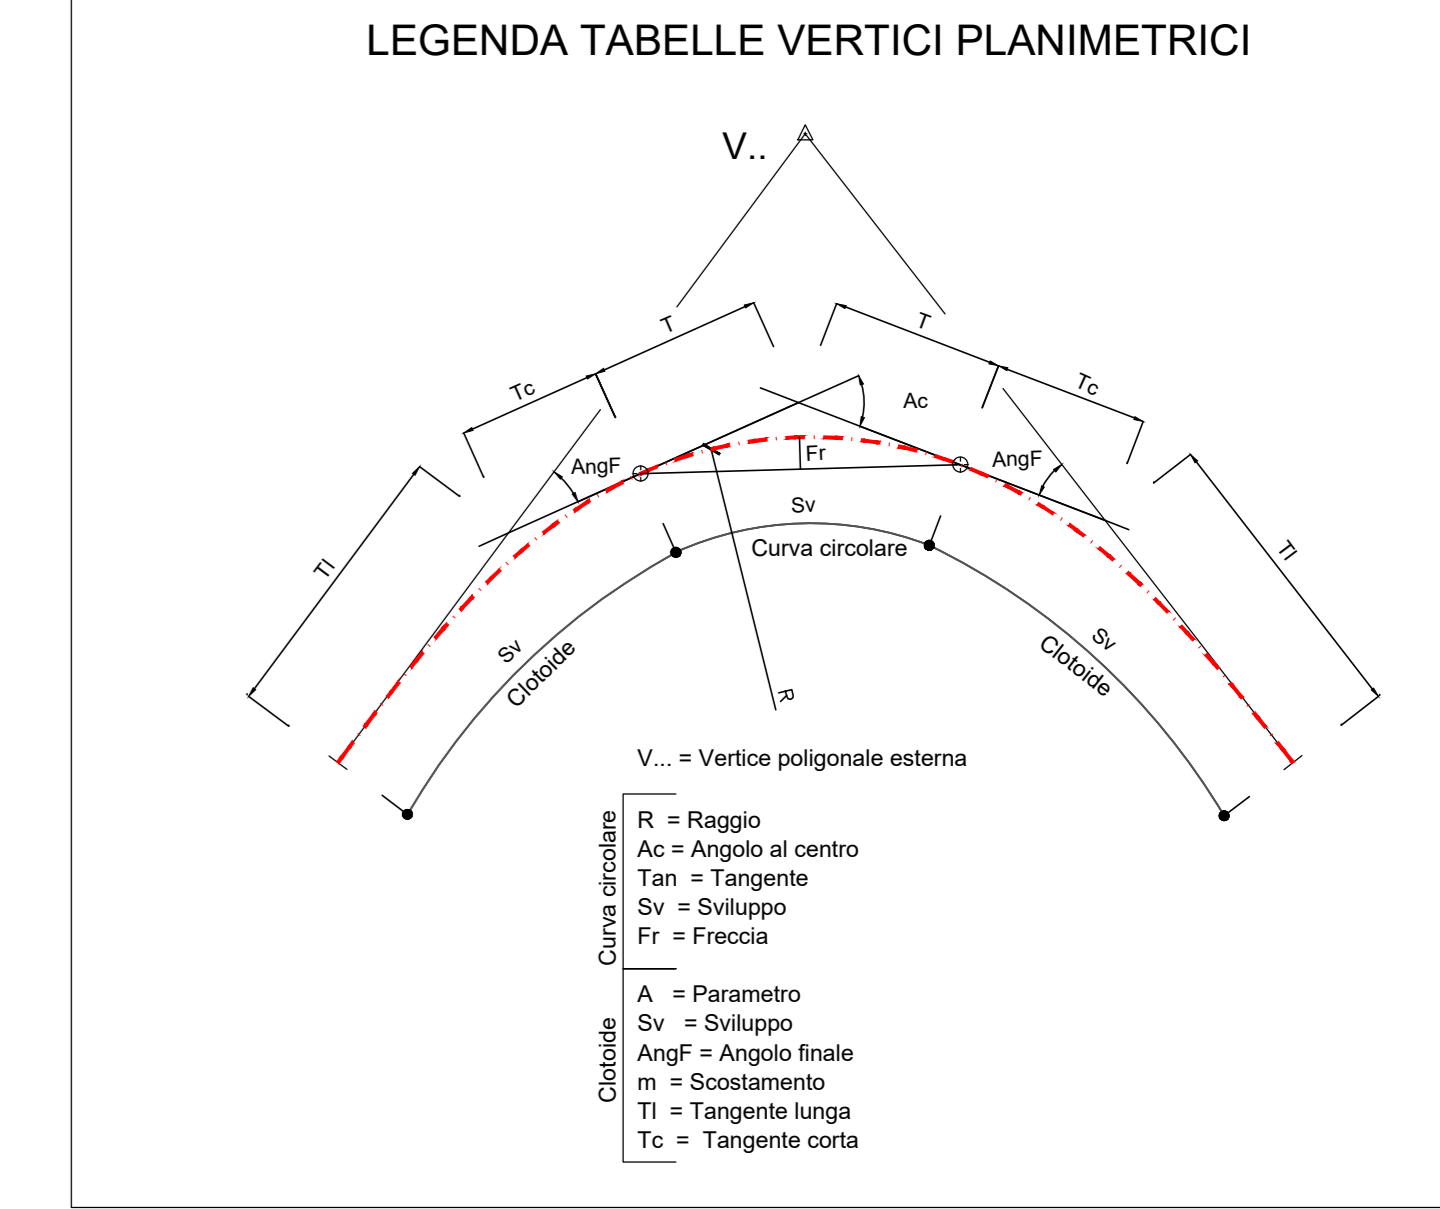 LEGENDA TABELLE VERTICI PLANIMETRICI
V..
T
T
Tc
Tc
Ac
AngF
Fr
AngF
Tl
Sv
Curva circolare
Tl
Sv
Clotoide
Sv
Clotoide
R
V... = Vertice poligonale esterna
Curva circolare
R = Raggio
Ac = Angolo al centro
Tan = Tangente
Sv = Sviluppo
Fr = Freccia
Clotoide
A = Parametro
Sv = Sviluppo
AngF = Angolo finale
m = Scostamento
Tl = Tangente lunga
Tc = Tangente corta